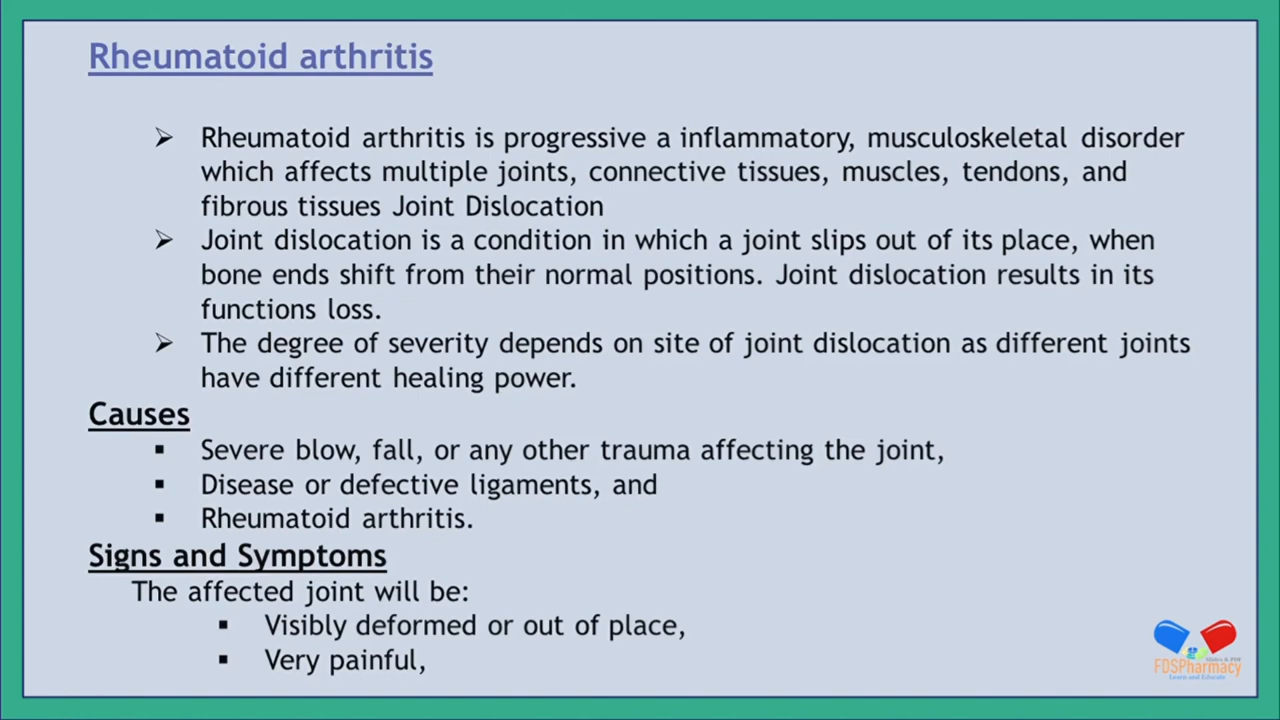 Rheumatoid arthritis
➢ Rheumatoid arthritis is progressive a inflammatory, musculoskeletal disorder
which affects multiple joints, connective tissues, muscles, tendons, and
fibrous tissues Joint Dislocation
➢ Joint dislocation is a condition in which a joint slips out of its place, when
bone ends shift from their normal positions. Joint dislocation results in its
functions loss.
➢ The degree of severity depends on site of joint dislocation as different joints
have different healing power.
Causes
▪ Severe blow, fall, or any other trauma affecting the joint,
▪ Disease or defective ligaments, and
▪ Rheumatoid arthritis.
Signs and Symptoms
The affected joint will be:
▪ Visibly deformed or out of place,
▪ Very painful,
FDSPharmacy
Learn and Educate